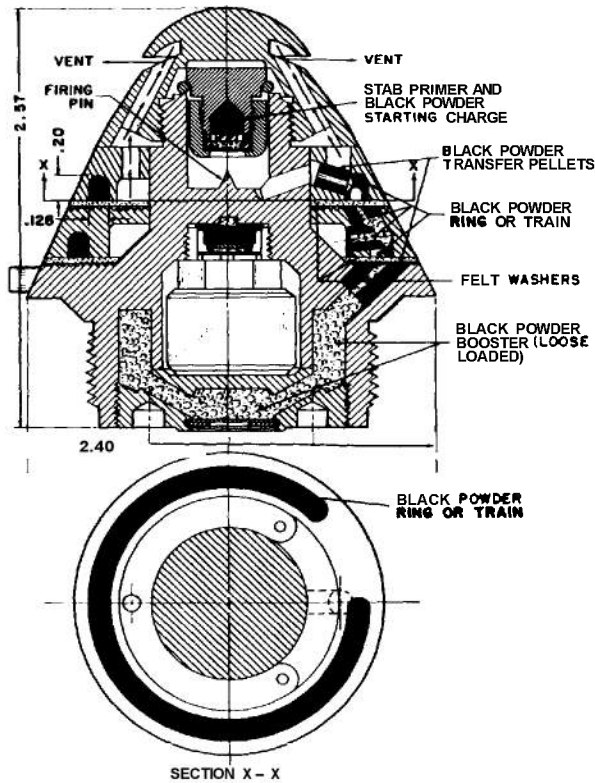 VENT
VENT
FIRING
PIN
STAB PRIMER AND
BLACK POWDER
STARTING CHARGE
2.57
.20
X
X
BLACK POWDER
TRANSFER PELLETS
BLACK POWDER
RING OR TRAIN
.126
FELT WASHERS
BLACK POWDER
BOOSTER (LOOSE
LOADED)
2.40
BLACK POWDER
RING OR TRAIN
SECTION X - X